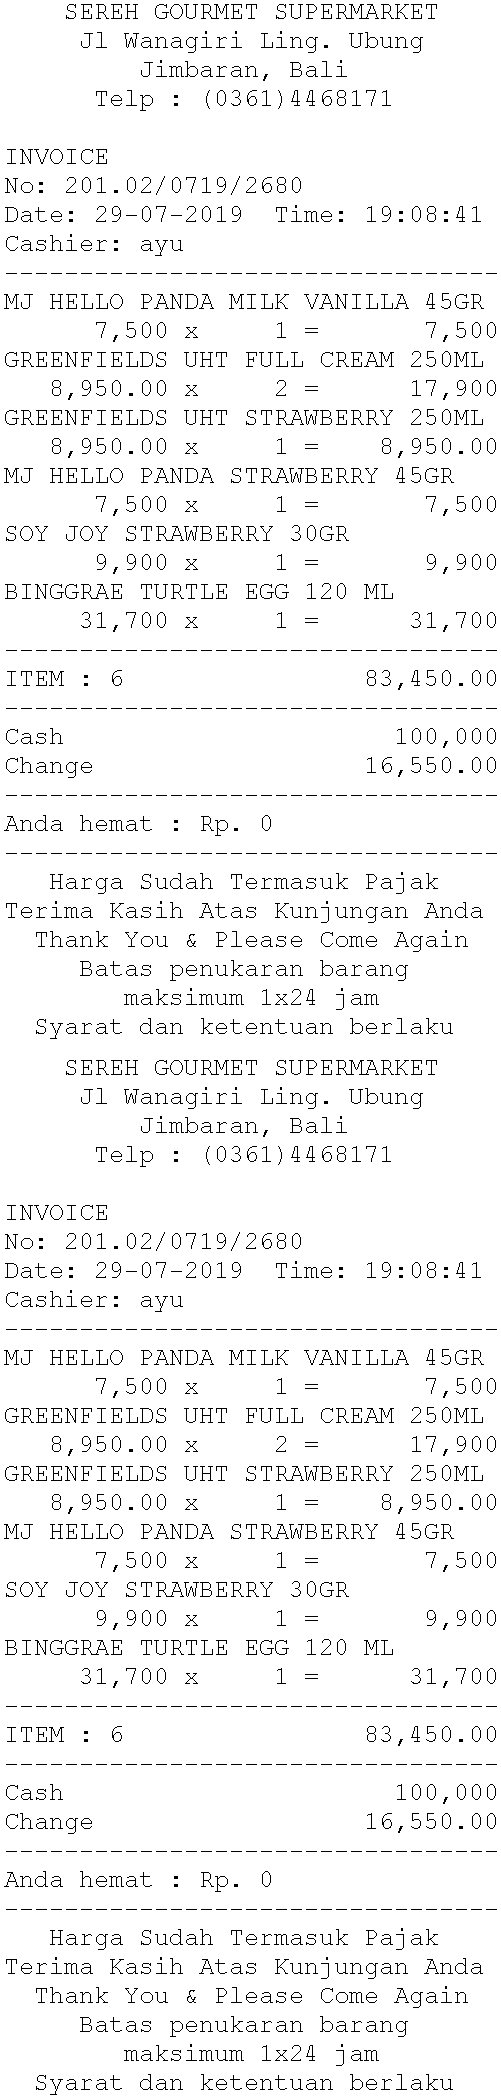 SEREH GOURMET SUPERMARKET
Jl Wanagiri Ling. Ubung
Jimbaran, Bali
Telp : (0361)4468171
INVOICE
No: 201.02/0719/2680
Date: 29-07-2019  Time: 19:08:41
Cashier: ayu
---------------------------------
MJ HELLO PANDA MILK VANILLA 45GR
7,500 x     1 =       7,500
GREENFIELDS UHT FULL CREAM 250ML
8,950.00 x     2 =      17,900
GREENFIELDS UHT STRAWBERRY 250ML
8,950.00 x     1 =    8,950.00
MJ HELLO PANDA STRAWBERRY 45GR
7,500 x     1 =       7,500
SOY JOY STRAWBERRY 30GR
9,900 x     1 =       9,900
BINGGRAE TURTLE EGG 120 ML
31,700 x     1 =      31,700
---------------------------------
ITEM : 6                83,450.00
---------------------------------
Cash                      100,000
Change                  16,550.00
---------------------------------
Anda hemat : Rp. 0
---------------------------------
Harga Sudah Termasuk Pajak
Terima Kasih Atas Kunjungan Anda
Thank You & Please Come Again
Batas penukaran barang
maksimum 1x24 jam
Syarat dan ketentuan berlaku
SEREH GOURMET SUPERMARKET
Jl Wanagiri Ling. Ubung
Jimbaran, Bali
Telp : (0361)4468171
INVOICE
No: 201.02/0719/2680
Date: 29-07-2019  Time: 19:08:41
Cashier: ayu
---------------------------------
MJ HELLO PANDA MILK VANILLA 45GR
7,500 x     1 =       7,500
GREENFIELDS UHT FULL CREAM 250ML
8,950.00 x     2 =      17,900
GREENFIELDS UHT STRAWBERRY 250ML
8,950.00 x     1 =    8,950.00
MJ HELLO PANDA STRAWBERRY 45GR
7,500 x     1 =       7,500
SOY JOY STRAWBERRY 30GR
9,900 x     1 =       9,900
BINGGRAE TURTLE EGG 120 ML
31,700 x     1 =      31,700
---------------------------------
ITEM : 6                83,450.00
---------------------------------
Cash                      100,000
Change                  16,550.00
---------------------------------
Anda hemat : Rp. 0
---------------------------------
Harga Sudah Termasuk Pajak
Terima Kasih Atas Kunjungan Anda
Thank You & Please Come Again
Batas penukaran barang
maksimum 1x24 jam
Syarat dan ketentuan berlaku